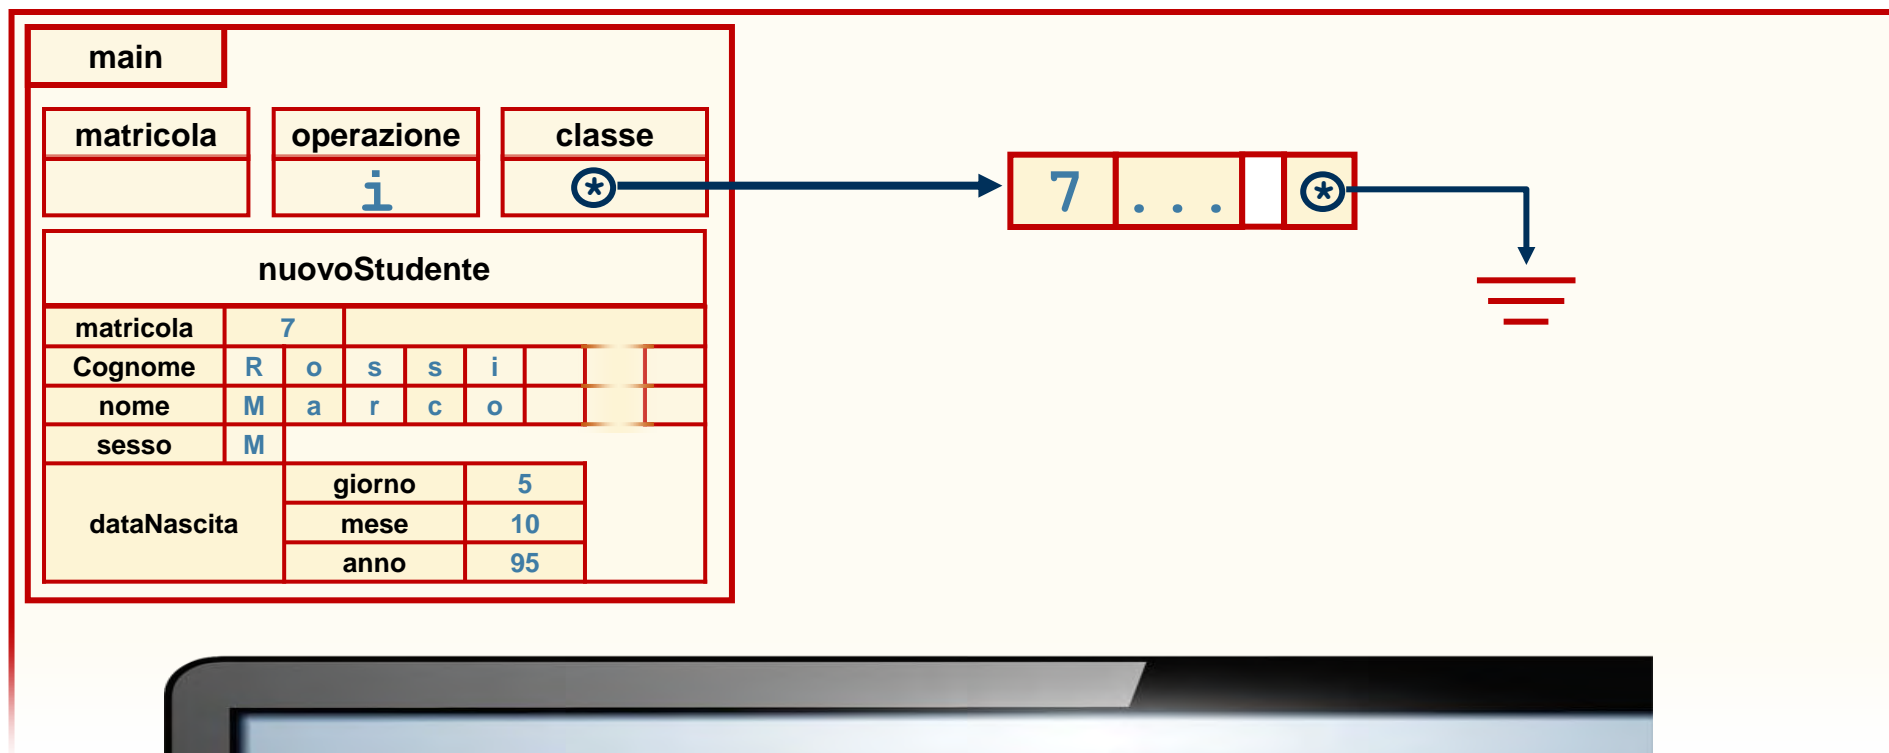 main
matricola operazione classe
i * 7 ... *
nuovoStudente
matricola 7
Cognome R o s s i
nome M a r c o
sesso M
giorno 5
dataNascita mese 10
anno 95